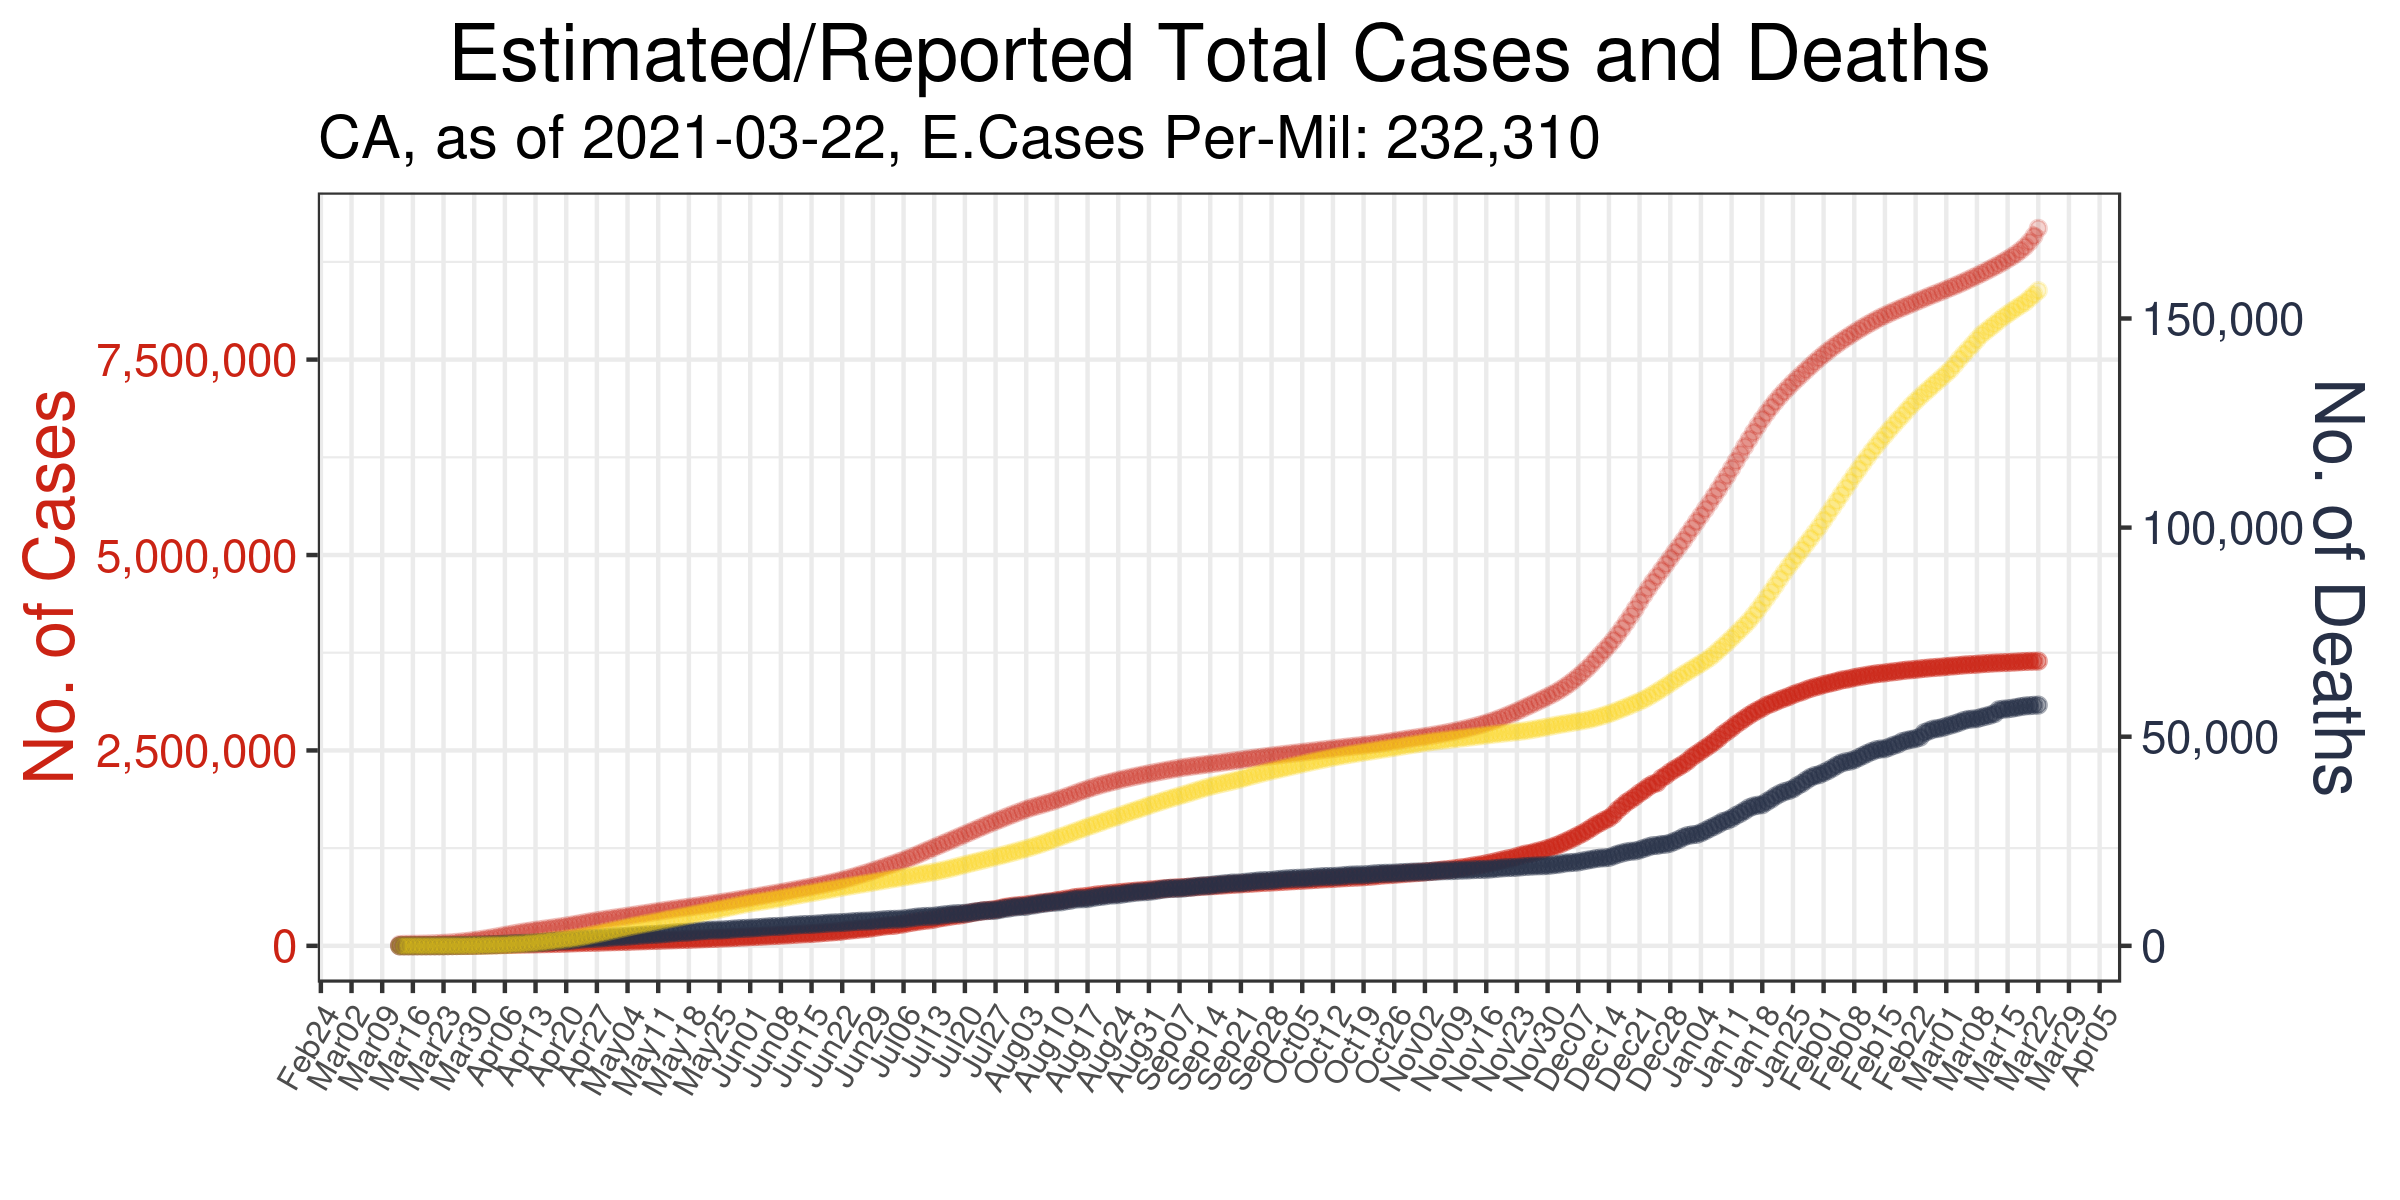 Estimated/Reported Total Cases and Deaths
CA, as of 2021-03-22, E.Cases Per-Mil: 232,310
No. of Cases
7,500,000
5,000,000
2,500,000
0
150,000
100,000
50,000
0
No. of Deaths
Feb24
Mar02
Mar09
Mar16
Mar23
Mar30
Apr06
Apr13
Apr20
Apr27
May04
May11
May18
May25
Jun01
Jun08
Jun15
Jun22
Jun29
Jul06
Jul13
Jul20
Jul27
Aug03
Aug10
Aug17
Aug24
Aug31
Sep07
Sep14
Sep21
Sep28
Oct05
Oct12
Oct19
Oct26
Nov02
Nov09
Nov16
Nov23
Nov30
Dec07
Dec14
Dec21
Dec28
Jan04
Jan11
Jan18
Jan25
Feb01
Feb08
Feb15
Feb22
Mar01
Mar08
Mar15
Mar22
Mar29
Apr05